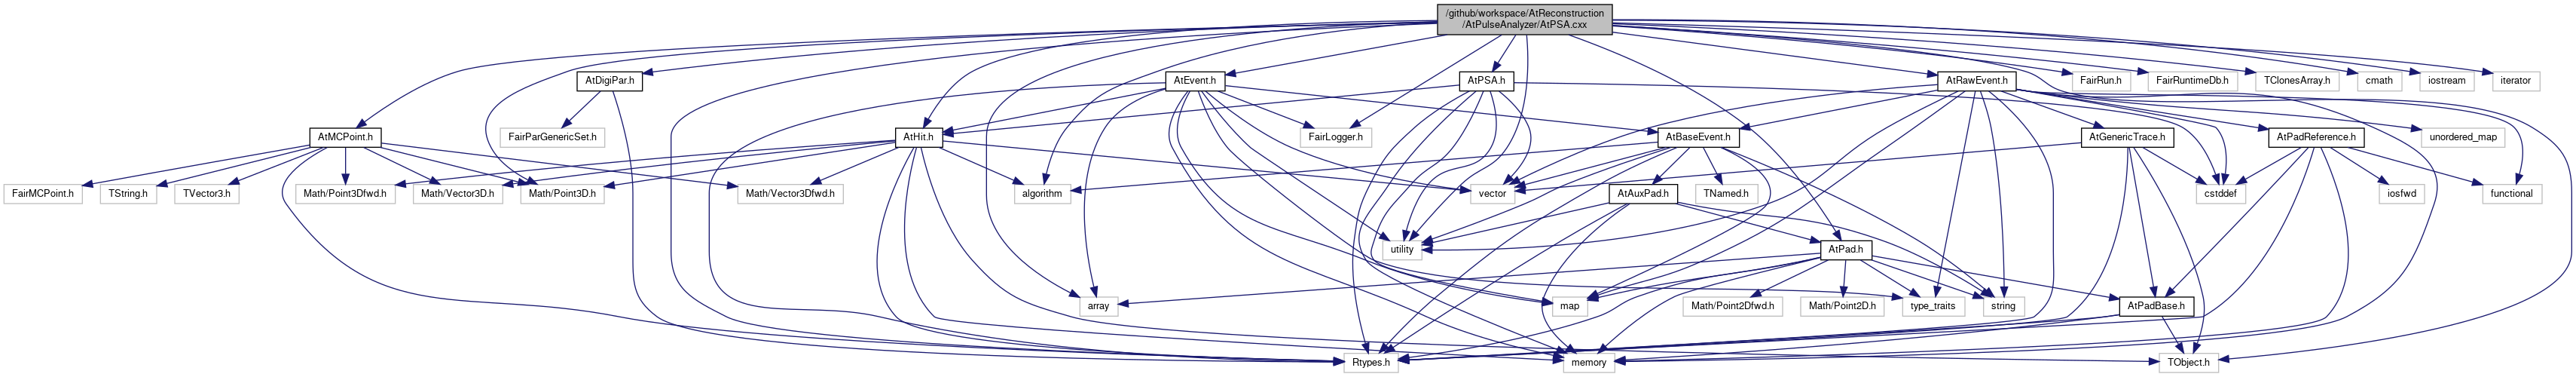 /github/workspace/AtReconstruction
/AtPulseAnalyzer/AtPSA.cxx
AtDigiPar.h
AtEvent.h
AtPSA.h
AtRawEvent.h
FairRun.h
FairRuntimeDb.h
TClonesArray.h
cmath
iostream
iterator
AtMCPoint.h
FairParGenericSet.h
AtHit.h
FairLogger.h
AtBaseEvent.h
AtGenericTrace.h
AtPadReference.h
unordered_map
FairMCPoint.h
TString.h
TVector3.h
Math/Point3Dfwd.h
Math/Vector3D.h
Math/Point3D.h
Math/Vector3Dfwd.h
algorithm
vector
AtAuxPad.h
TNamed.h
cstddef
iosfwd
functional
utility
AtPad.h
array
map
Math/Point2Dfwd.h
Math/Point2D.h
type_traits
string
AtPadBase.h
Rtypes.h
memory
TObject.h